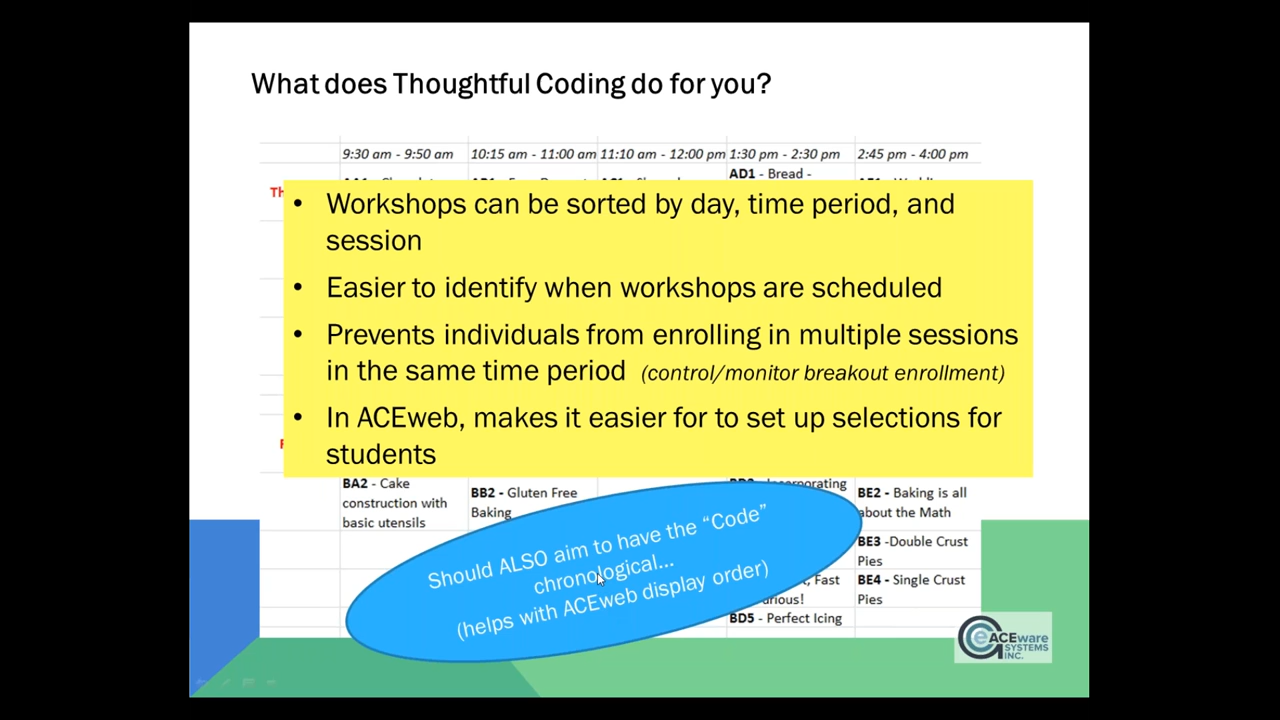 What does Thoughtful Coding do for you?
9:30 am - 9:50 am 10:15 am - 11:00 am 11:10 am - 12:00 pm 1:30 pm - 2:30 pm 2:45 pm - 4:00 pm
AD1 - Bread -
Th
• Workshops can be sorted by day, time period, and
session
• Easier to identify when workshops are scheduled
• Prevents individuals from enrolling in multiple sessions
in the same time period (control/monitor breakout enrollment)
• In ACEweb, makes it easier for to set up selections for
students
BA2 - Cake
construction with
basic utensils
BB2 - Gluten Free
Baking
BE2 - Baking is all
about the Math
BE3 -Double Crust
Pies
, Fast
BE4 - Single Crust
Pies
BD5 - Perfect Icing
Should ALSO aim to have the “Code”
chronological...
(helps with ACEweb display order)
ACEware
SYSTEMS
INC.